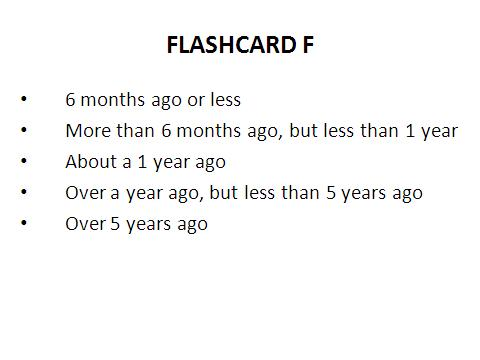 FLASHCARD F
• 6 months ago or less
• More than 6 months ago, but less than 1 year
• About a 1 year ago
• Over a year ago, but less than 5 years ago
• Over 5 years ago